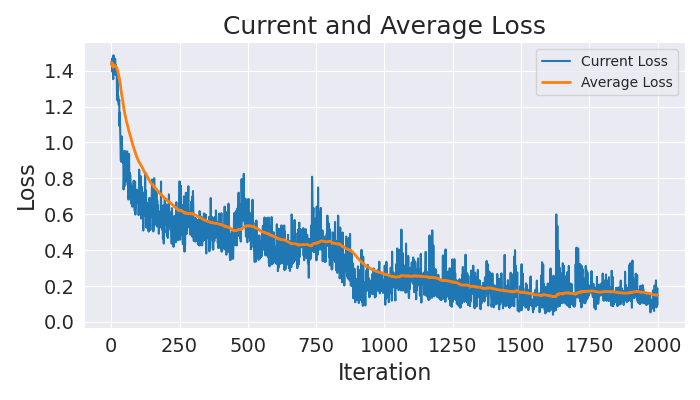 Current and Average Loss
Current Loss
Average Loss
1.4
1.2
1.0
0.8
0.6
0.4
0.2
0.0
Loss
0 250 500 750 1000 1250 1500 1750 2000
Iteration